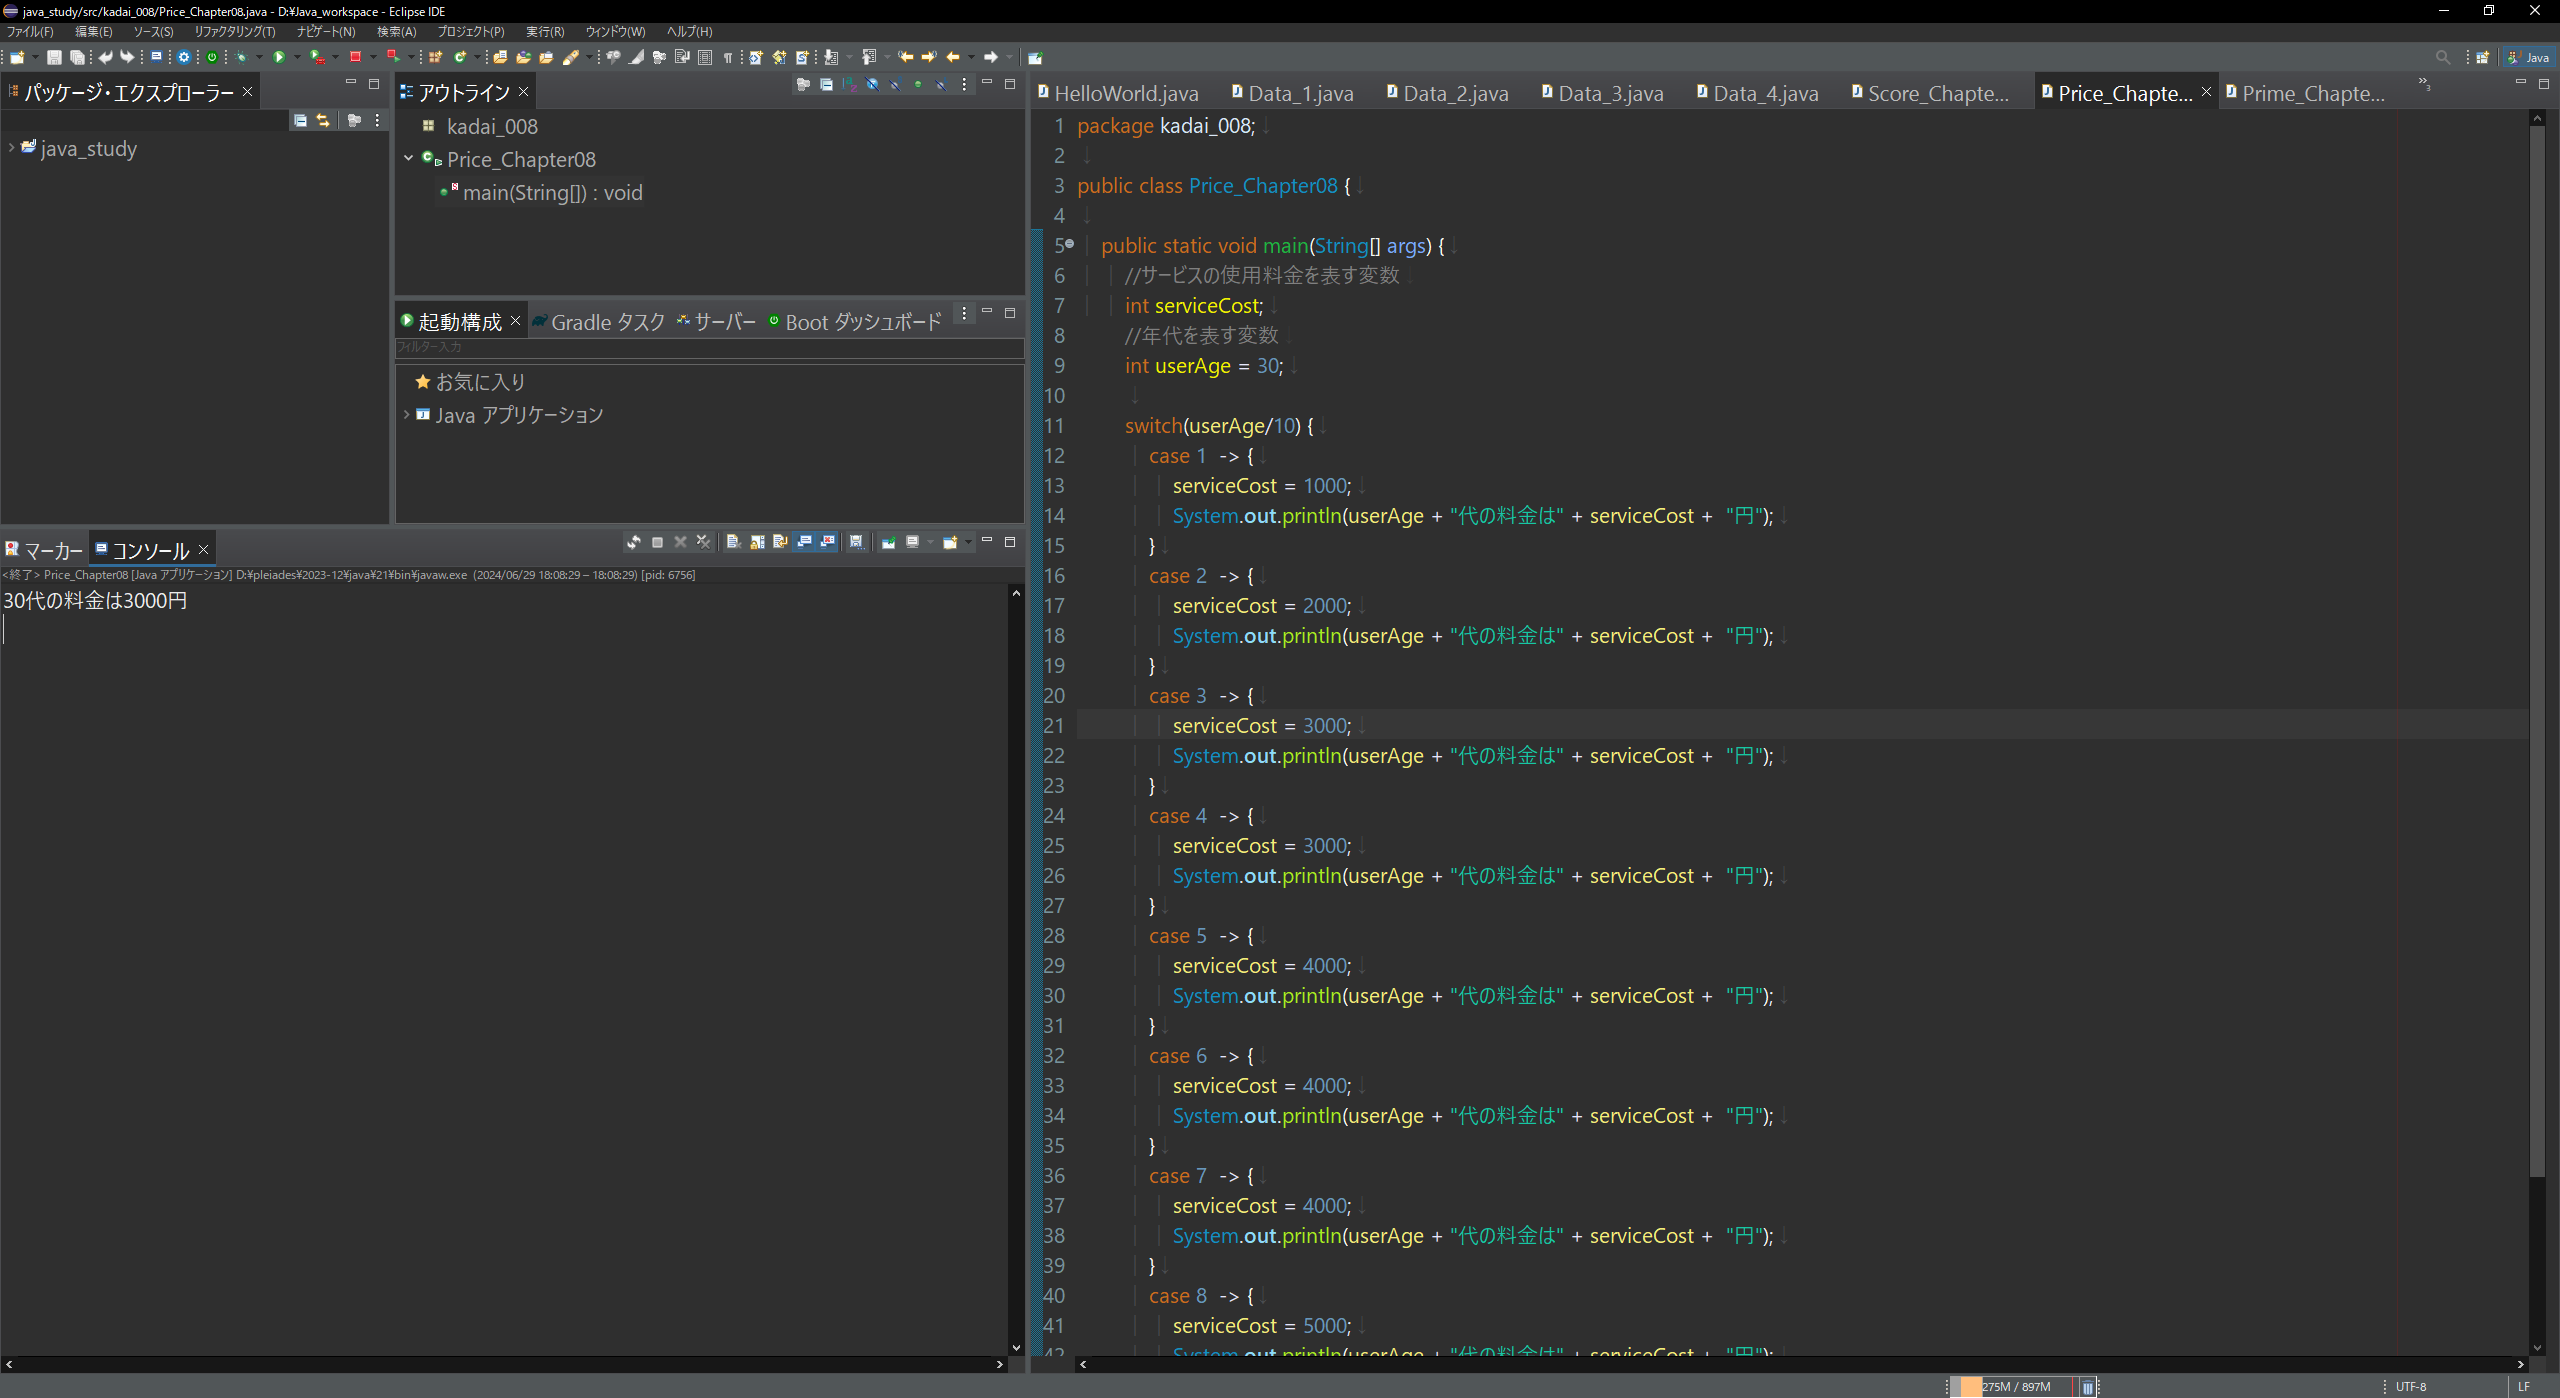 java_study/src/kadai_008/Price_Chapter08.java - D:¥Java_workspace - Eclipse IDE
ファイル(F) 編集(E) ソース(S) リファクタリング(T) ナビゲート(N) 検索(A) プロジェクト(P) 実行(R) ウィンドウ(W) ヘルプ(H)
Java
パッケージ・エクスプローラー
java_study
アウトライン
kadai_008
Price_Chapter08
main(String[]) : void
起動構成 Gradle タスク サーバー Boot ダッシュボード
フィルター入力
お気に入り
Java アプリケーション
マーカー コンソール
<終了> Price_Chapter08 [Java アプリケーション] D:¥pleiades¥2023-12¥java¥21¥bin¥javaw.exe (2024/06/29 18:08:29 – 18:08:29) [pid: 6756]
30代の料金は3000円
HelloWorld.java Data_1.java Data_2.java Data_3.java Data_4.java Score_Chapte... Price_Chapte... Prime_Chapte... »3
1 package kadai_008;
2
3 public class Price_Chapter08 {
4
5 public static void main(String[] args) {
6 //サービスの使用料金を表す変数
7 int serviceCost;
8 //年代を表す変数
9 int userAge = 30;
10
11 switch(userAge/10) {
12 case 1 -> {
13 serviceCost = 1000;
14 System.out.println(userAge + "代の料金は" + serviceCost + "円");
15 }
16 case 2 -> {
17 serviceCost = 2000;
18 System.out.println(userAge + "代の料金は" + serviceCost + "円");
19 }
20 case 3 -> {
21 serviceCost = 3000;
22 System.out.println(userAge + "代の料金は" + serviceCost + "円");
23 }
24 case 4 -> {
25 serviceCost = 3000;
26 System.out.println(userAge + "代の料金は" + serviceCost + "円");
27 }
28 case 5 -> {
29 serviceCost = 4000;
30 System.out.println(userAge + "代の料金は" + serviceCost + "円");
31 }
32 case 6 -> {
33 serviceCost = 4000;
34 System.out.println(userAge + "代の料金は" + serviceCost + "円");
35 }
36 case 7 -> {
37 serviceCost = 4000;
38 System.out.println(userAge + "代の料金は" + serviceCost + "円");
39 }
40 case 8 -> {
41 serviceCost = 5000;
42 System.out.println(userAge + "代の料金は" + serviceCost + "円");
275M / 897M UTF-8 LF